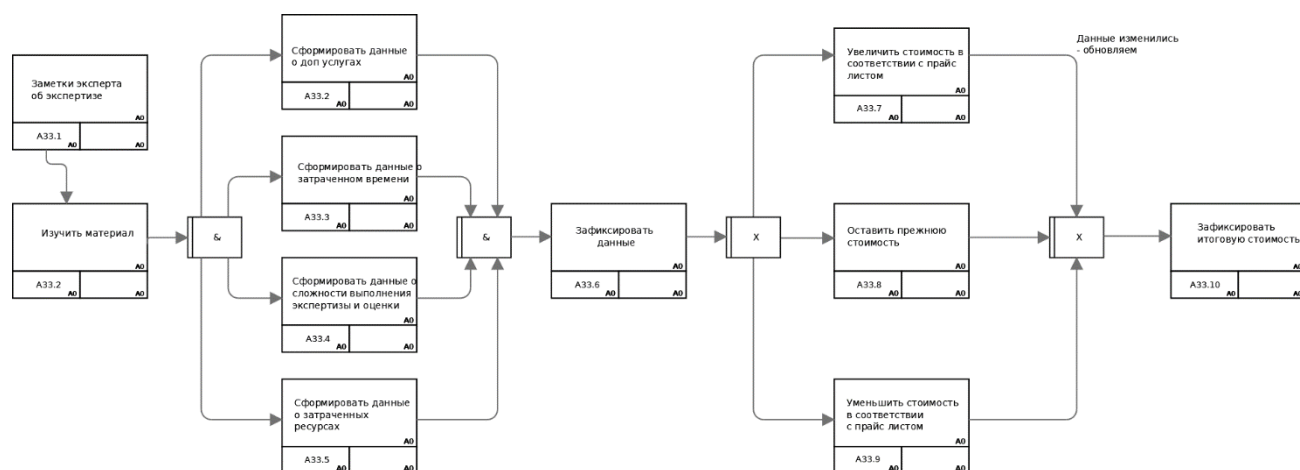 Заметки эксперта
об экспертизе
A0
A33.1
A0
A0
Изучить материал
A0
A33.2
A0
A0
&
Сформировать данные
о доп услугах
A0
A33.2
A0
A0
Сформировать данные о
затраченном времени
A0
A33.3
A0
A0
Сформировать данные о
сложности выполнения
экспертизы и оценки
A0
A33.4
A0
A0
Сформировать данные
о затраченных
ресурсах
A0
A33.5
A0
A0
&
Зафиксировать
данные
A0
A33.6
A0
A0
X
Увеличить стоимость в
соответствии с прайс
листом
A0
A33.7
A0
A0
Оставить прежнюю
стоимость
A0
A33.8
A0
A0
Уменьшить стоимость
в соответствии
с прайс листом
A0
A33.9
A0
A0
Данные изменились
- обновляем
X
Зафиксировать
итоговую стоимость
A0
A33.10
A0
A0